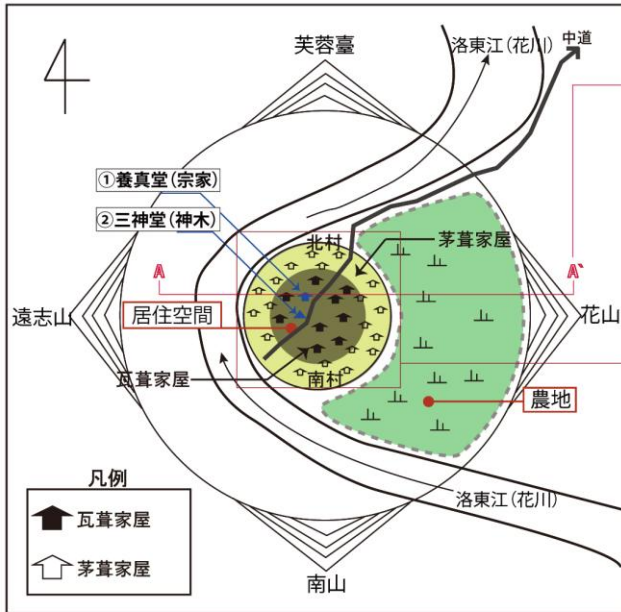 芙蓉臺
洛東江(花川)
中道
①養真堂(宗家)
②三神堂(神木)
北村
茅葺家屋
A
A`
遠志山
居住空間
花山
瓦葺家屋
南村
農地
凡例
瓦葺家屋
茅葺家屋
洛東江(花川)
南山